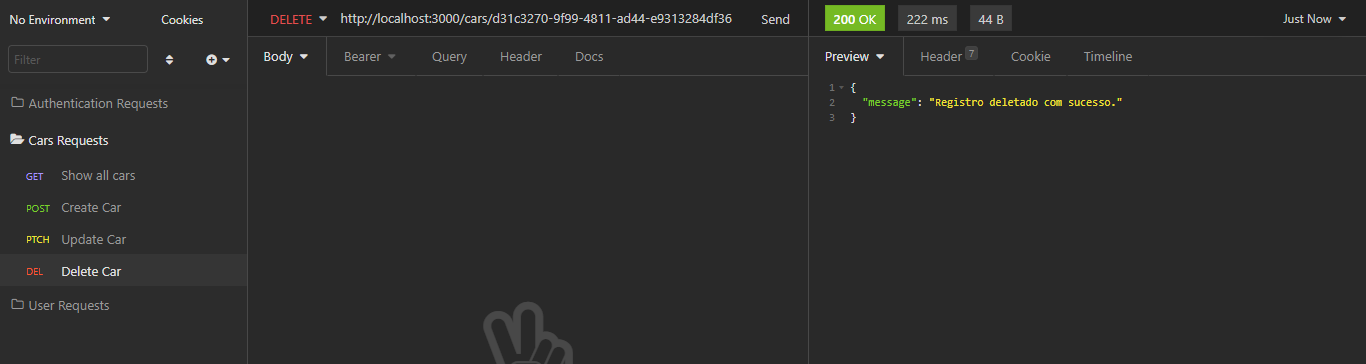 No Environment Cookies
DELETE http://localhost:3000/cars/d31c3270-9f99-4811-ad44-e9313284df36 Send
200 OK 222 ms 44 B Just Now
Filter
Body Bearer Query Header Docs
Preview Header 7 Cookie Timeline
Authentication Requests
Cars Requests
GET Show all cars
POST Create Car
PTCH Update Car
DEL Delete Car
User Requests
1 {
2 "message": "Registro deletado com sucesso."
3 }